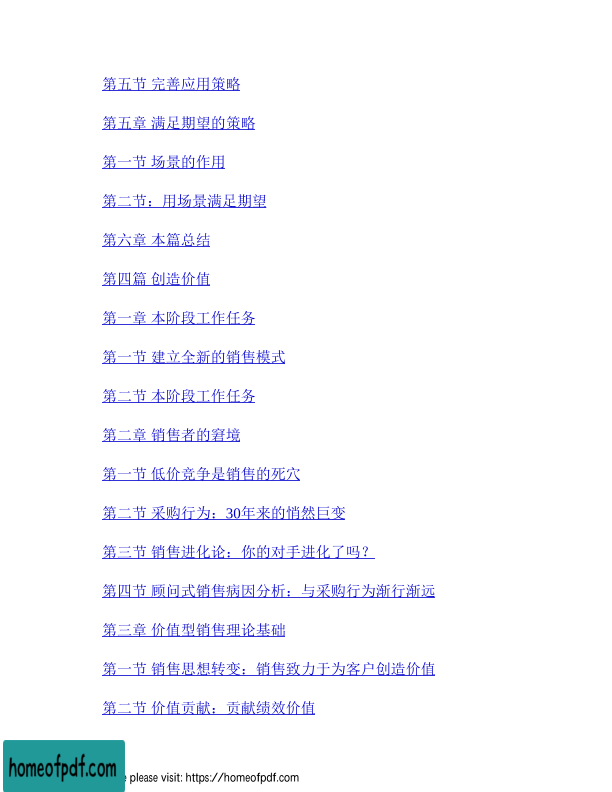 第五节 完善应用策略
第五章 满足期望的策略
第一节 场景的作用
第二节：用场景满足期望
第六章 本篇总结
第四篇 创造价值
第一章 本阶段工作任务
第一节 建立全新的销售模式
第二节 本阶段工作任务
第二章 销售者的窘境
第一节 低价竞争是销售的死穴
第二节 采购行为：30年来的悄然巨变
第三节 销售进化论：你的对手进化了吗？
第四节 顾问式销售病因分析：与采购行为渐行渐远
第三章 价值型销售理论基础
第一节 销售思想转变：销售致力于为客户创造价值
第二节 价值贡献：贡献绩效价值
homeofpdf.com
please visit: https://homeofpdf.com